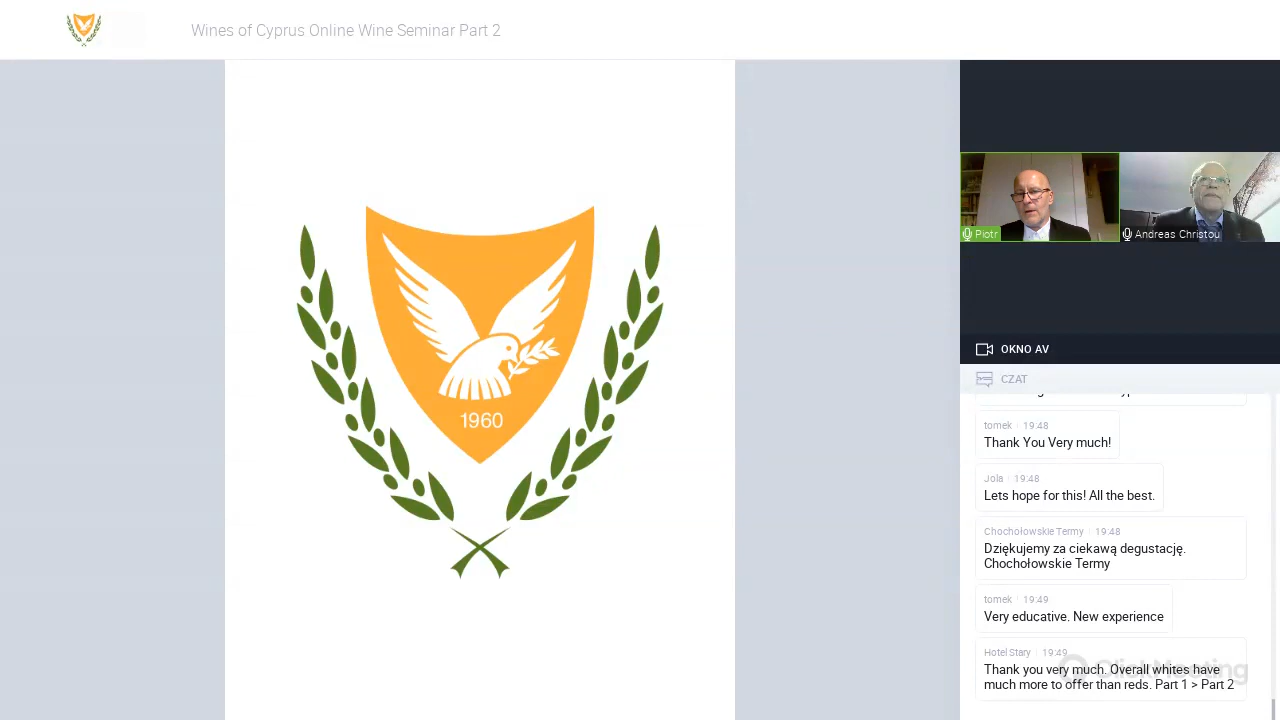 Wines of Cyprus Online Wine Seminar Part 2
1960
Piotr
Andreas Christou
OKNO AV
CZAT
tomek 19:48
Thank You Very much!
Jola 19:48
Lets hope for this! All the best.
Chochołowskie Termy 19:48
Dziękujemy za ciekawą degustację.
Chochołowskie Termy
tomek 19:49
Very educative. New experience
Hotel Stary 19:49
Thank you very much. Overall whites have
much more to offer than reds. Part 1 > Part 2
ClickMeeting